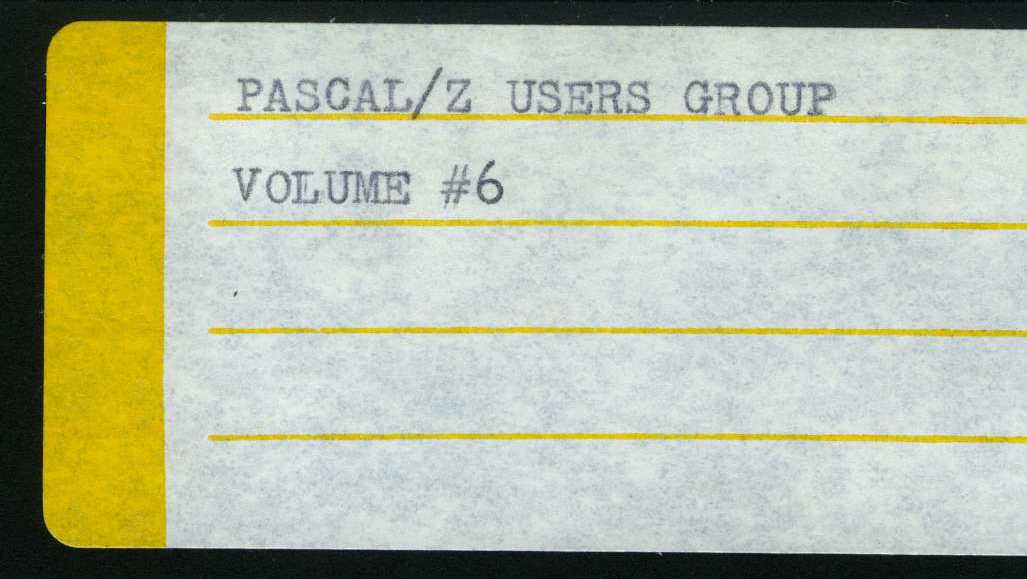 PASCAL/Z USERS GROUP
VOLUME #6